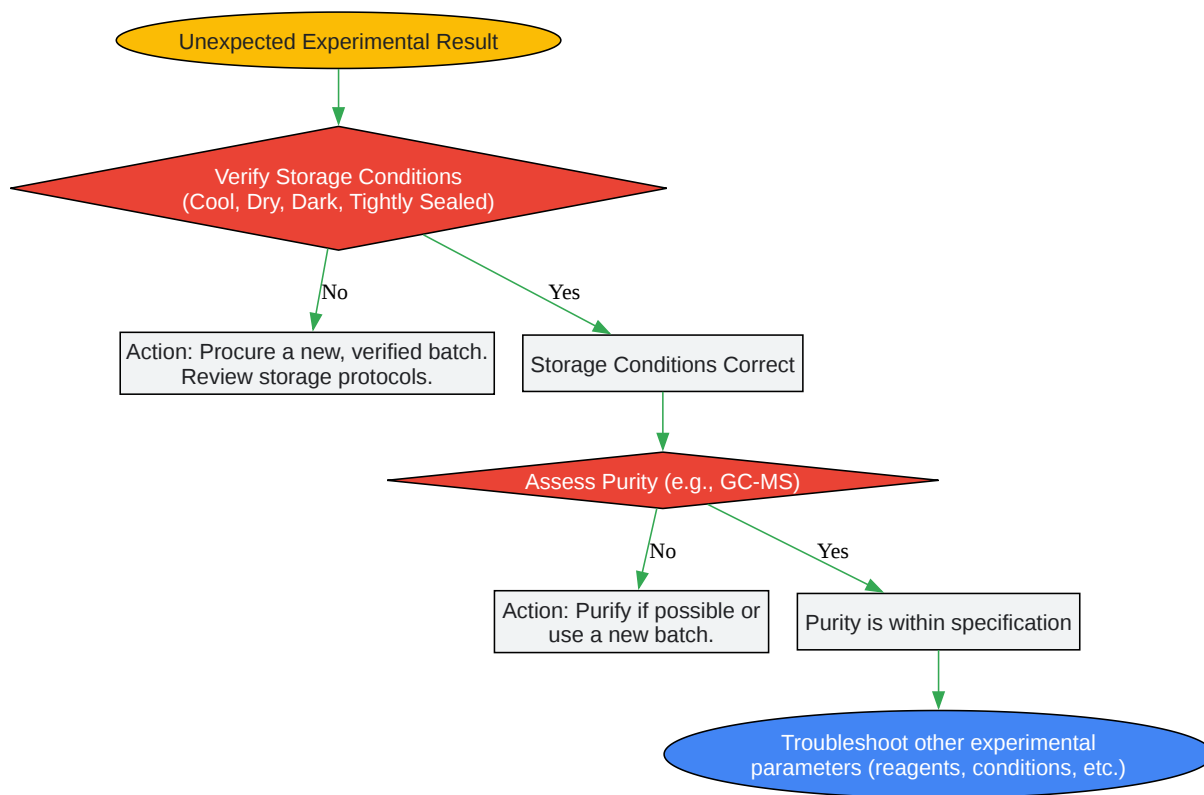 Unexpected Experimental Result
Verify Storage Conditions
(Cool, Dry, Dark, Tightly Sealed)
No
Yes
Action: Procure a new, verified batch.
Review storage protocols.
Storage Conditions Correct
Assess Purity (e.g., GC-MS)
No
Yes
Action: Purify if possible or
use a new batch.
Purity is within specification
Troubleshoot other experimental
parameters (reagents, conditions, etc.)